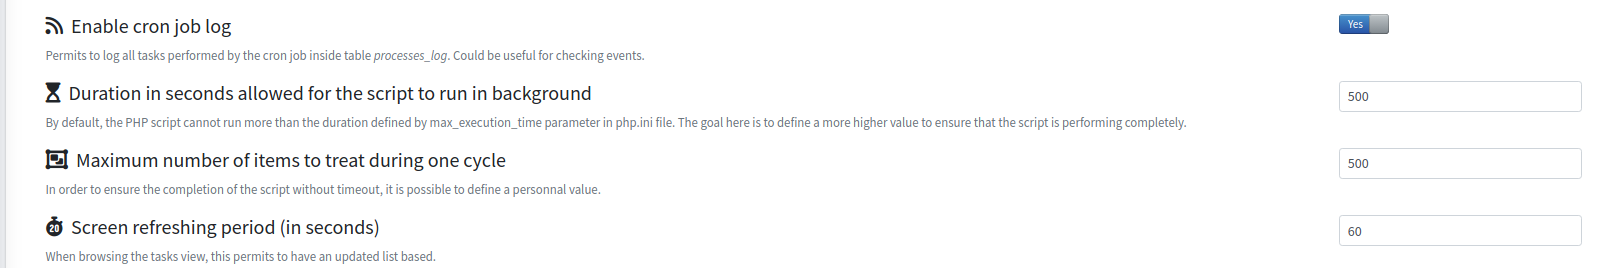 Enable cron job log
Yes
Permits to log all tasks performed by the cron job inside table processes_log. Could be useful for checking events.
Duration in seconds allowed for the script to run in background
500
By default, the PHP script cannot run more than the duration defined by max_execution_time parameter in php.ini file. The goal here is to define a more higher value to ensure that the script is performing completely.
Maximum number of items to treat during one cycle
500
In order to ensure the completion of the script without timeout, it is possible to define a personnal value.
20 Screen refreshing period (in seconds)
60
When browsing the tasks view, this permits to have an updated list based.